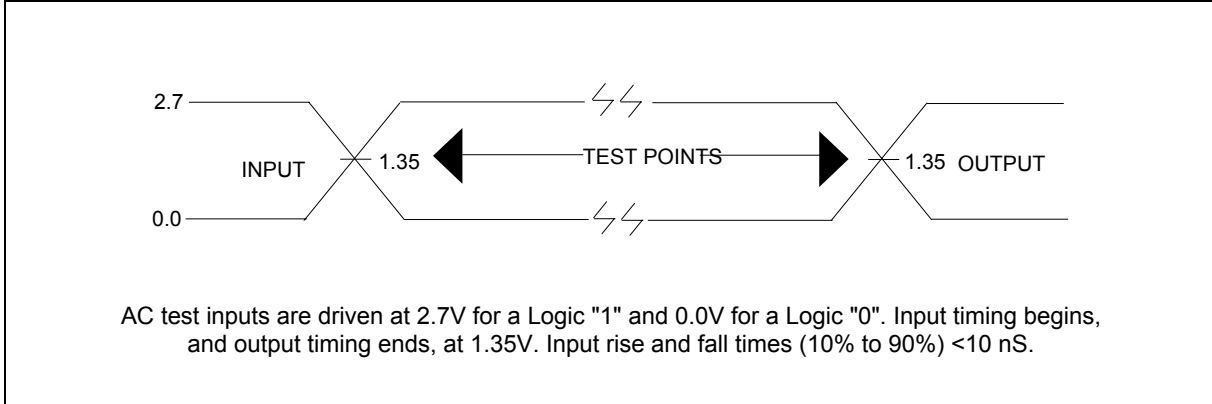 2.7
INPUT
1.35
TEST POINTS
1.35
OUTPUT
0.0
AC test inputs are driven at 2.7V for a Logic "1" and 0.0V for a Logic "0". Input timing begins,
and output timing ends, at 1.35V. Input rise and fall times (10% to 90%) <10 nS.